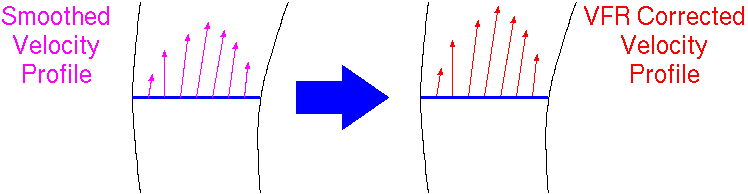 Smoothed
Velocity
Profile
VFR Corrected
Velocity
Profile